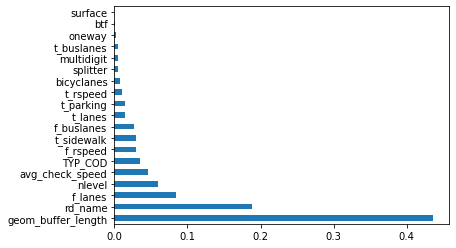 surface
btf
oneway
t_buslanes
multidigit
splitter
bicyclanes
t_rspeed
t_parking
t_lanes
f_buslanes
t_sidewalk
f_rspeed
TYP_COD
avg_check_speed
nlevel
f_lanes
rd_name
geom_buffer_length
0.0 0.1 0.2 0.3 0.4